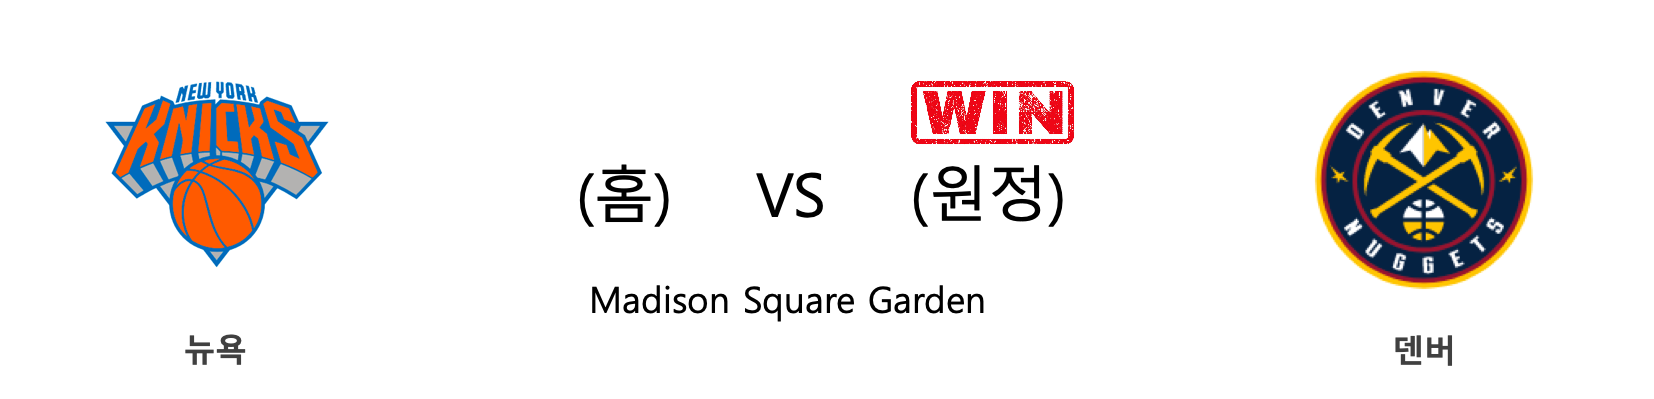 NEW YORK
KNICKS
WIN
(홈) VS (원정)
Madison Square Garden
뉴욕
DENVER
NUGGETS
덴버